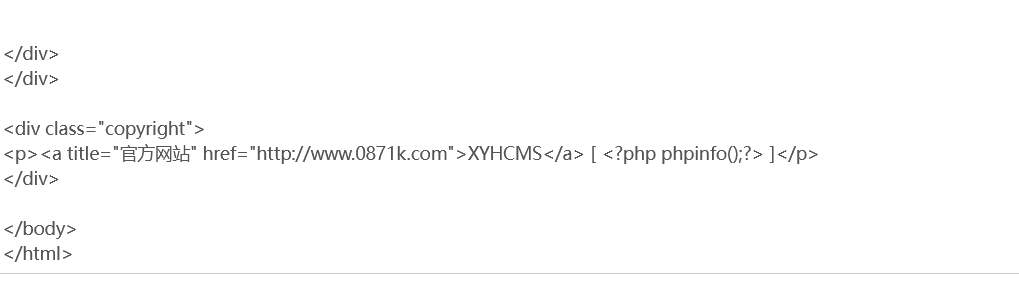 </div>
</div>
<div class="copyright">
<p><a title="官方网站" href="http://www.0871k.com">XYHCMS</a> [ <?php phpinfo();?> ]</p>
</div>
</body>
</html>